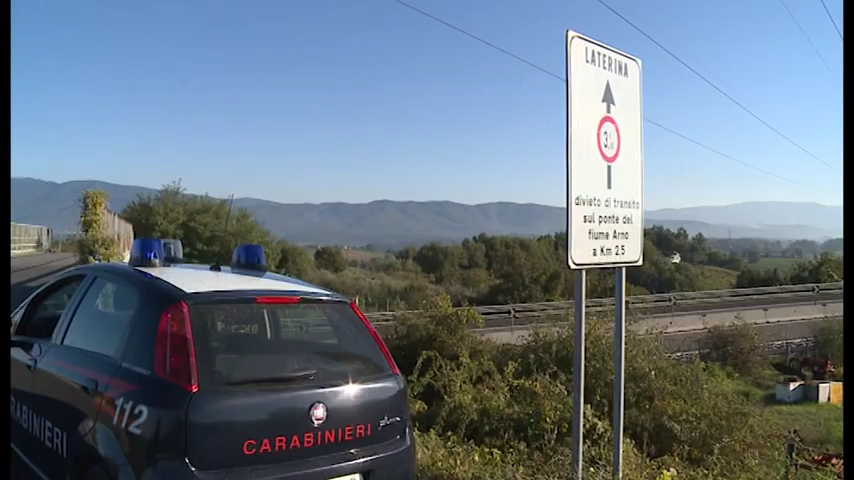 LATERINA
3,5t
divieto di transito
sul ponte del
fiume Arno
a Km 2,5
112
CARABINIERI
CARABINIERI